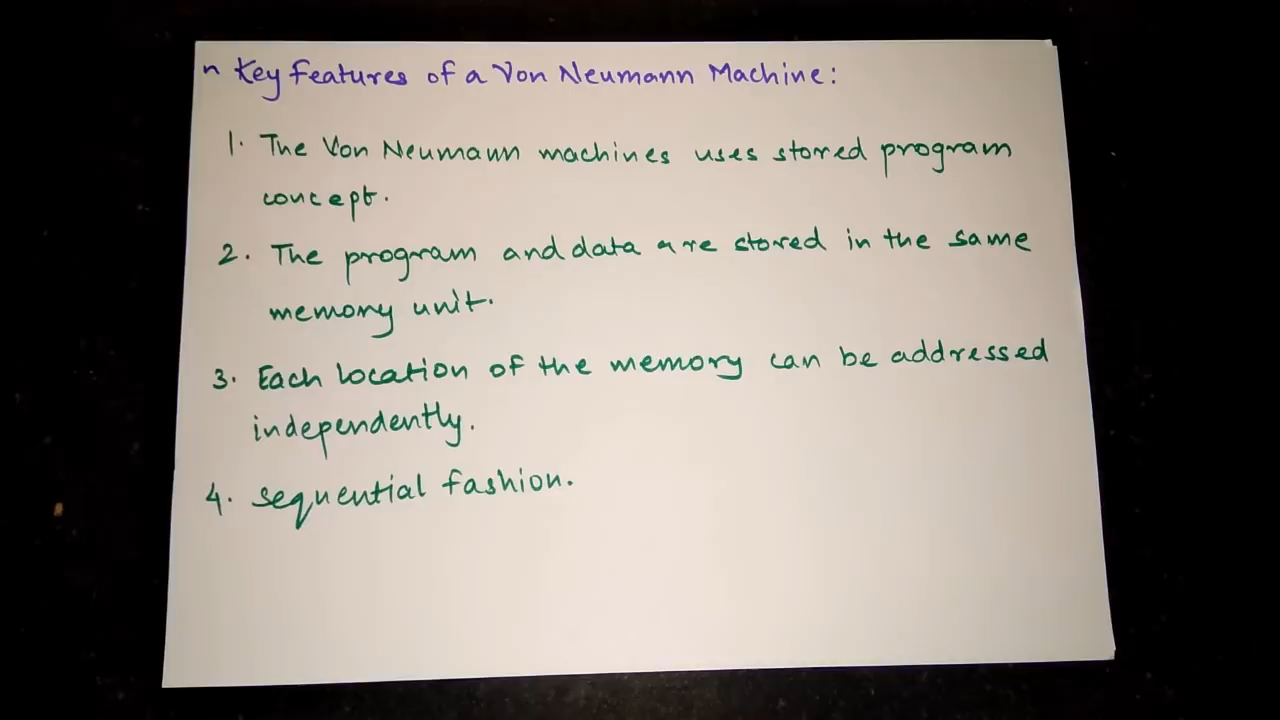 n Key features of a Von Neumann Machine:
1. The Von Neumann machines uses stored program
concept.
2. The program and data are stored in the same
memory unit.
3. Each location of the memory can be addressed
independently.
4. sequential fashion.